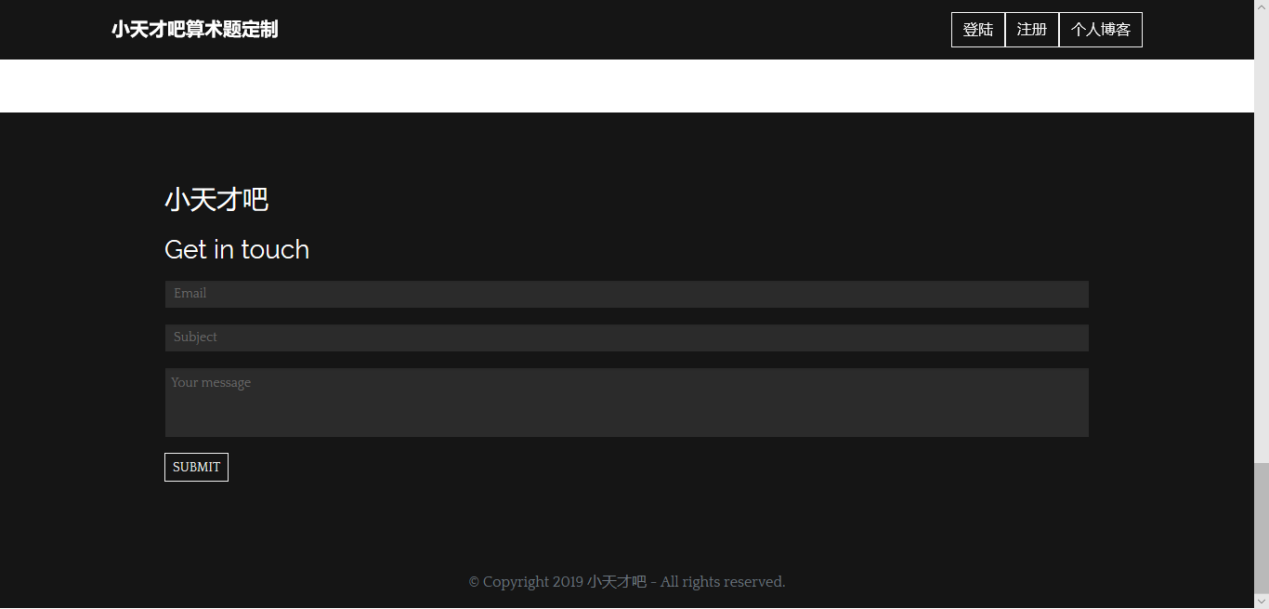 小天才吧算术题定制
登陆 注册 个人博客
小天才吧
Get in touch
Email
Subject
Your message
SUBMIT
© Copyright 2019 小天才吧 - All rights reserved.